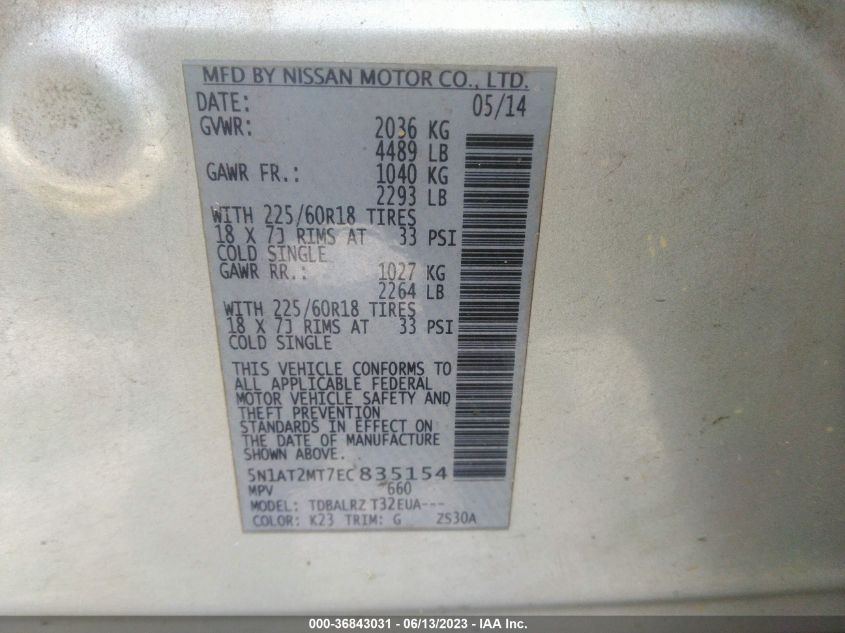 MFD BY NISSAN MOTOR CO., LTD.
DATE: 05/14
GVWR: 2036 KG
4489 LB
GAWR FR.: 1040 KG
2293 LB
WITH 225/60R18 TIRES
18 X 7J RIMS AT 33 PSI
COLD SINGLE
GAWR RR.: 1027 KG
2264 LB
WITH 225/60R18 TIRES
18 X 7J RIMS AT 33 PSI
COLD SINGLE
THIS VEHICLE CONFORMS TO
ALL APPLICABLE FEDERAL
MOTOR VEHICLE SAFETY AND
THEFT PREVENTION
STANDARDS IN EFFECT ON
THE DATE OF MANUFACTURE
SHOWN ABOVE.
5N1AT2MT7EC835154
MPV 660
MODEL: TDBALRZ T32EUA---
COLOR: K23 TRIM: G ZS30A
000-36843031 - 06/13/2023 - IAA Inc.